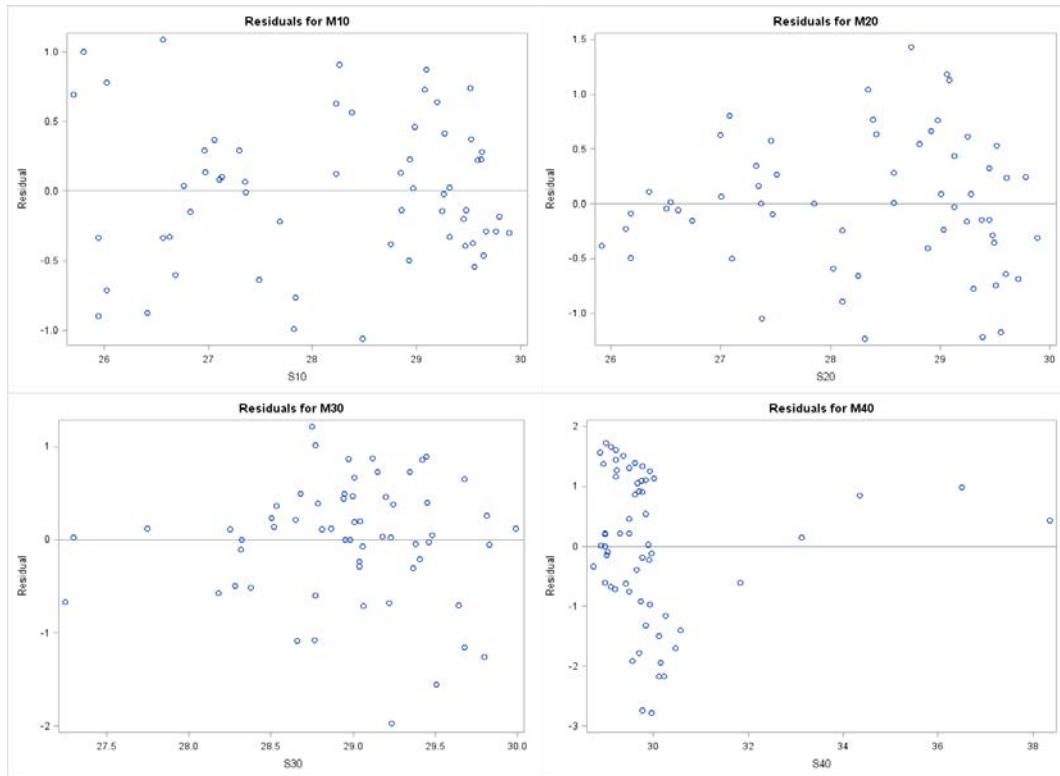 Residuals for M10
1.0
0.5
0.0
-0.5
-1.0
Residual
26 27 28 29 30
S10
Residuals for M20
1.5
1.0
0.5
0.0
-0.5
-1.0
Residual
26 27 28 29 30
S20
Residuals for M30
1
0
-1
-2
Residual
27.5 28.0 28.5 29.0 29.5 30.0
S30
Residuals for M40
2
1
0
-1
-2
-3
Residual
30 32 34 36 38
S40